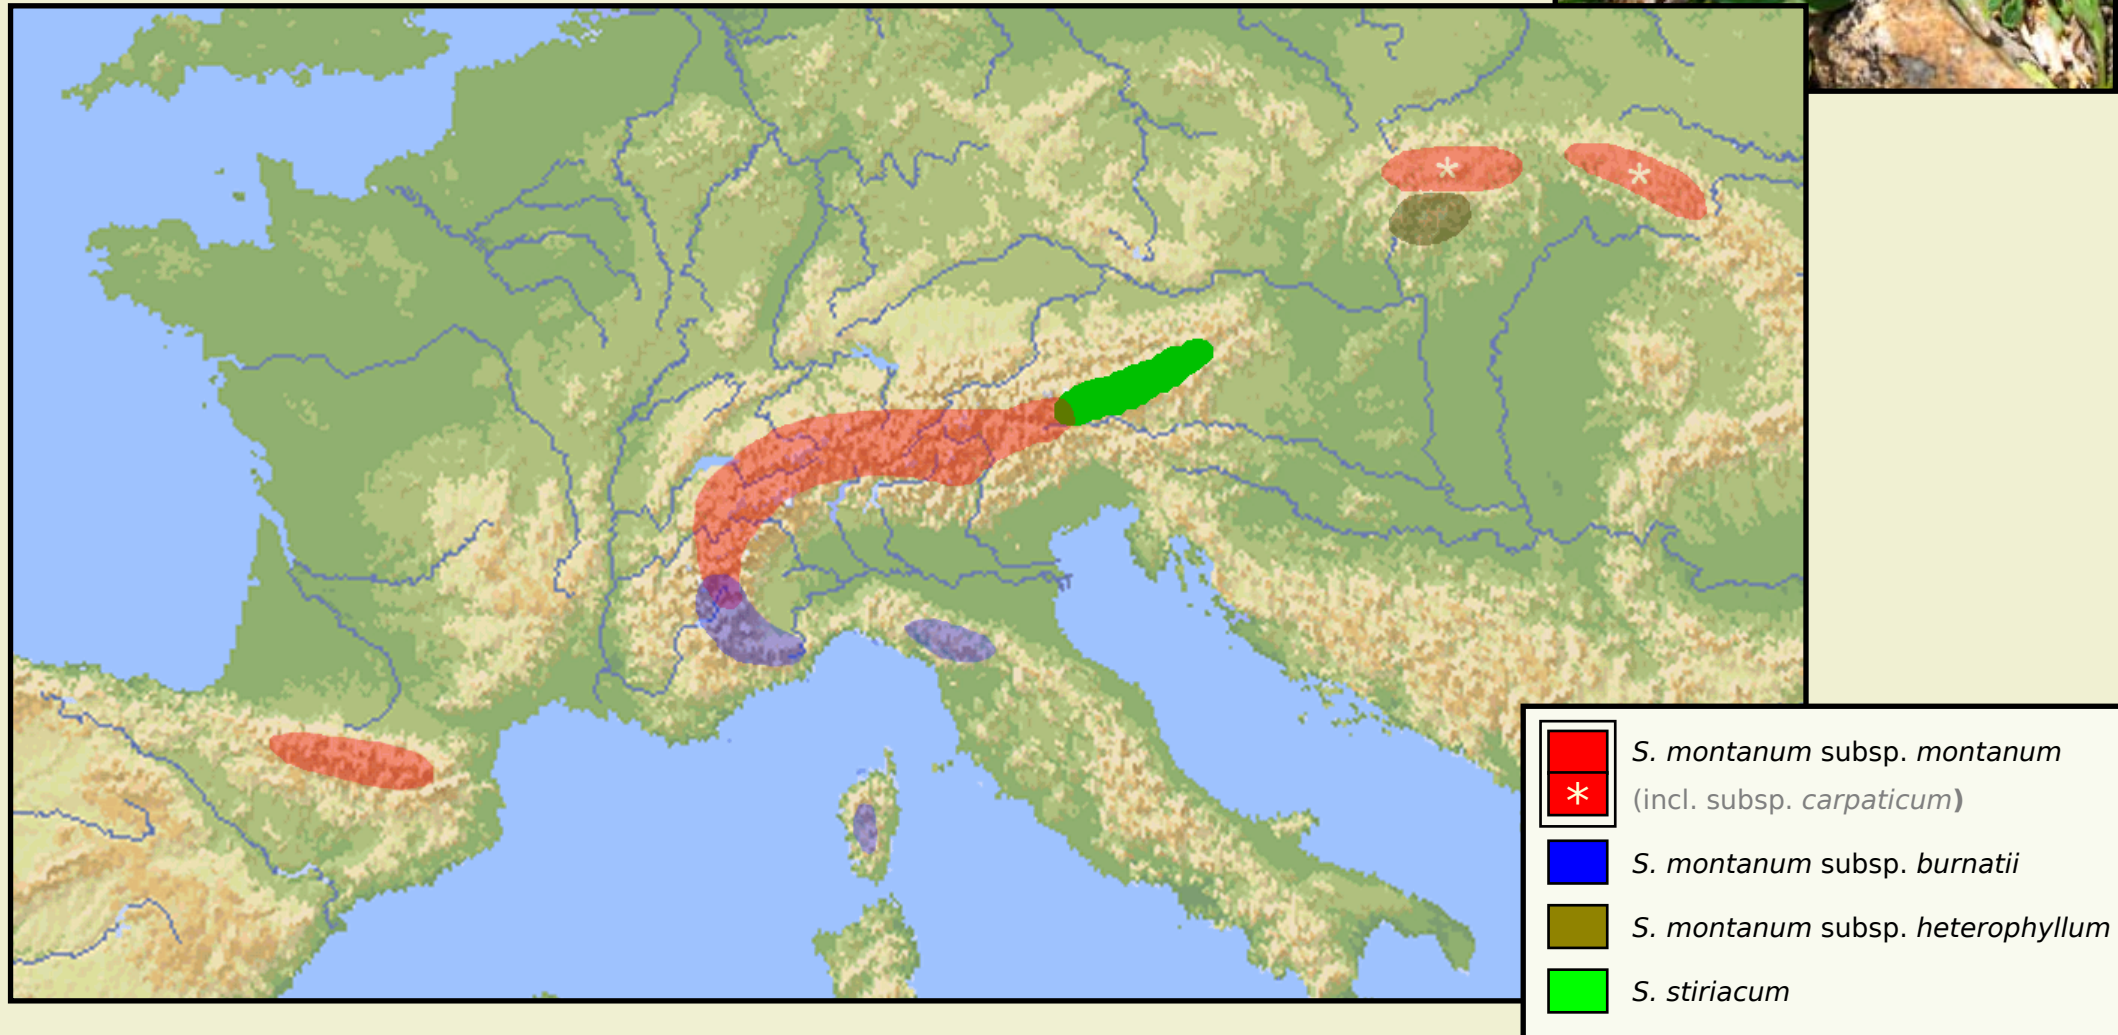 *
*
S. montanum subsp. montanum
* (incl. subsp. carpaticum)
S. montanum subsp. burnatii
S. montanum subsp. heterophyllum
S. stiriacum